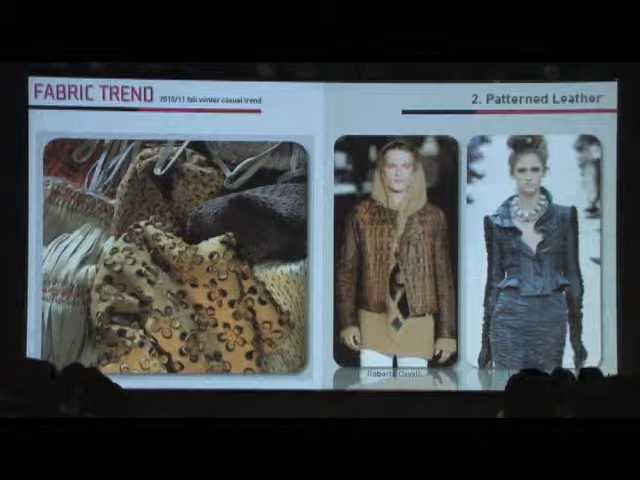 FABRIC TREND 2010/11 fall winter casual trend
2. Patterned Leather
Roberto Cavalli